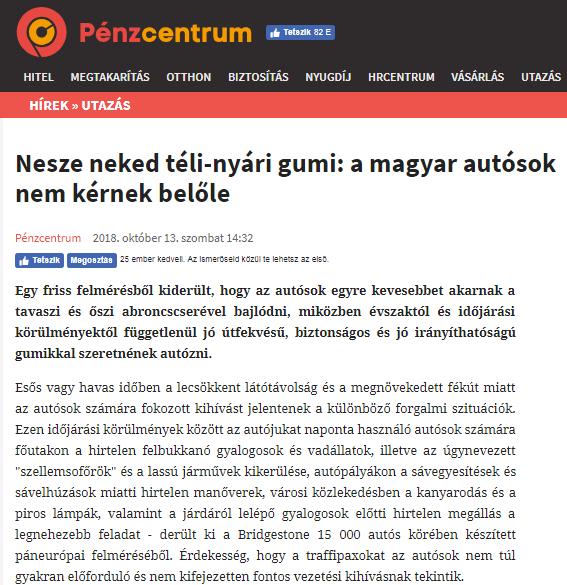 Pénzcentrum
Tetszik 82 E
HITEL MEGTAKARÍTÁS OTTHON BIZTOSÍTÁS NYUGDÍJ HRCENTRUM VÁSÁRLÁS UTAZÁS
HÍREK » UTAZÁS
Nesze neked téli-nyári gumi: a magyar autósok
nem kérnek belőle
Pénzcentrum 2018. október 13. szombat 14:32
Tetszik Megosztás 25 ember kedveli. Az ismerőseid közül te lehetsz az első.
Egy friss felmérésből kiderült, hogy az autósok egyre kevesebbet akarnak a
tavaszi és őszi abroncscserével bajlódni, miközben évszaktól és időjárási
körülményektől függetlenül jó útfekvésű, biztonságos és jó irányíthatóságú
gumikkal szeretnének autózni.
Esős vagy havas időben a lecsökkent látótávolság és a megnövekedett fékút miatt
az autósok számára fokozott kihívást jelentenek a különböző forgalmi szituációk.
Ezen időjárási körülmények között az autójukat naponta használó autósok számára
főutakon a hirtelen felbukkanó gyalogosok és vadállatok, illetve az úgynevezett
"szellemsofőrök" és a lassú járművek kikerülése, autópályákon a sávegyesítések és
sávelhúzások miatti hirtelen manőverek, városi közlekedésben a kanyarodás és a
piros lámpák, valamint a járdáról lelépő gyalogosok előtti hirtelen megállás a
legnehezebb feladat - derült ki a Bridgestone 15 000 autós körében készített
páneurópai felméréséből. Érdekesség, hogy a traffipaxokat az autósok nem túl
gyakran előforduló és nem kifejezetten fontos vezetési kihívásnak tekintik.